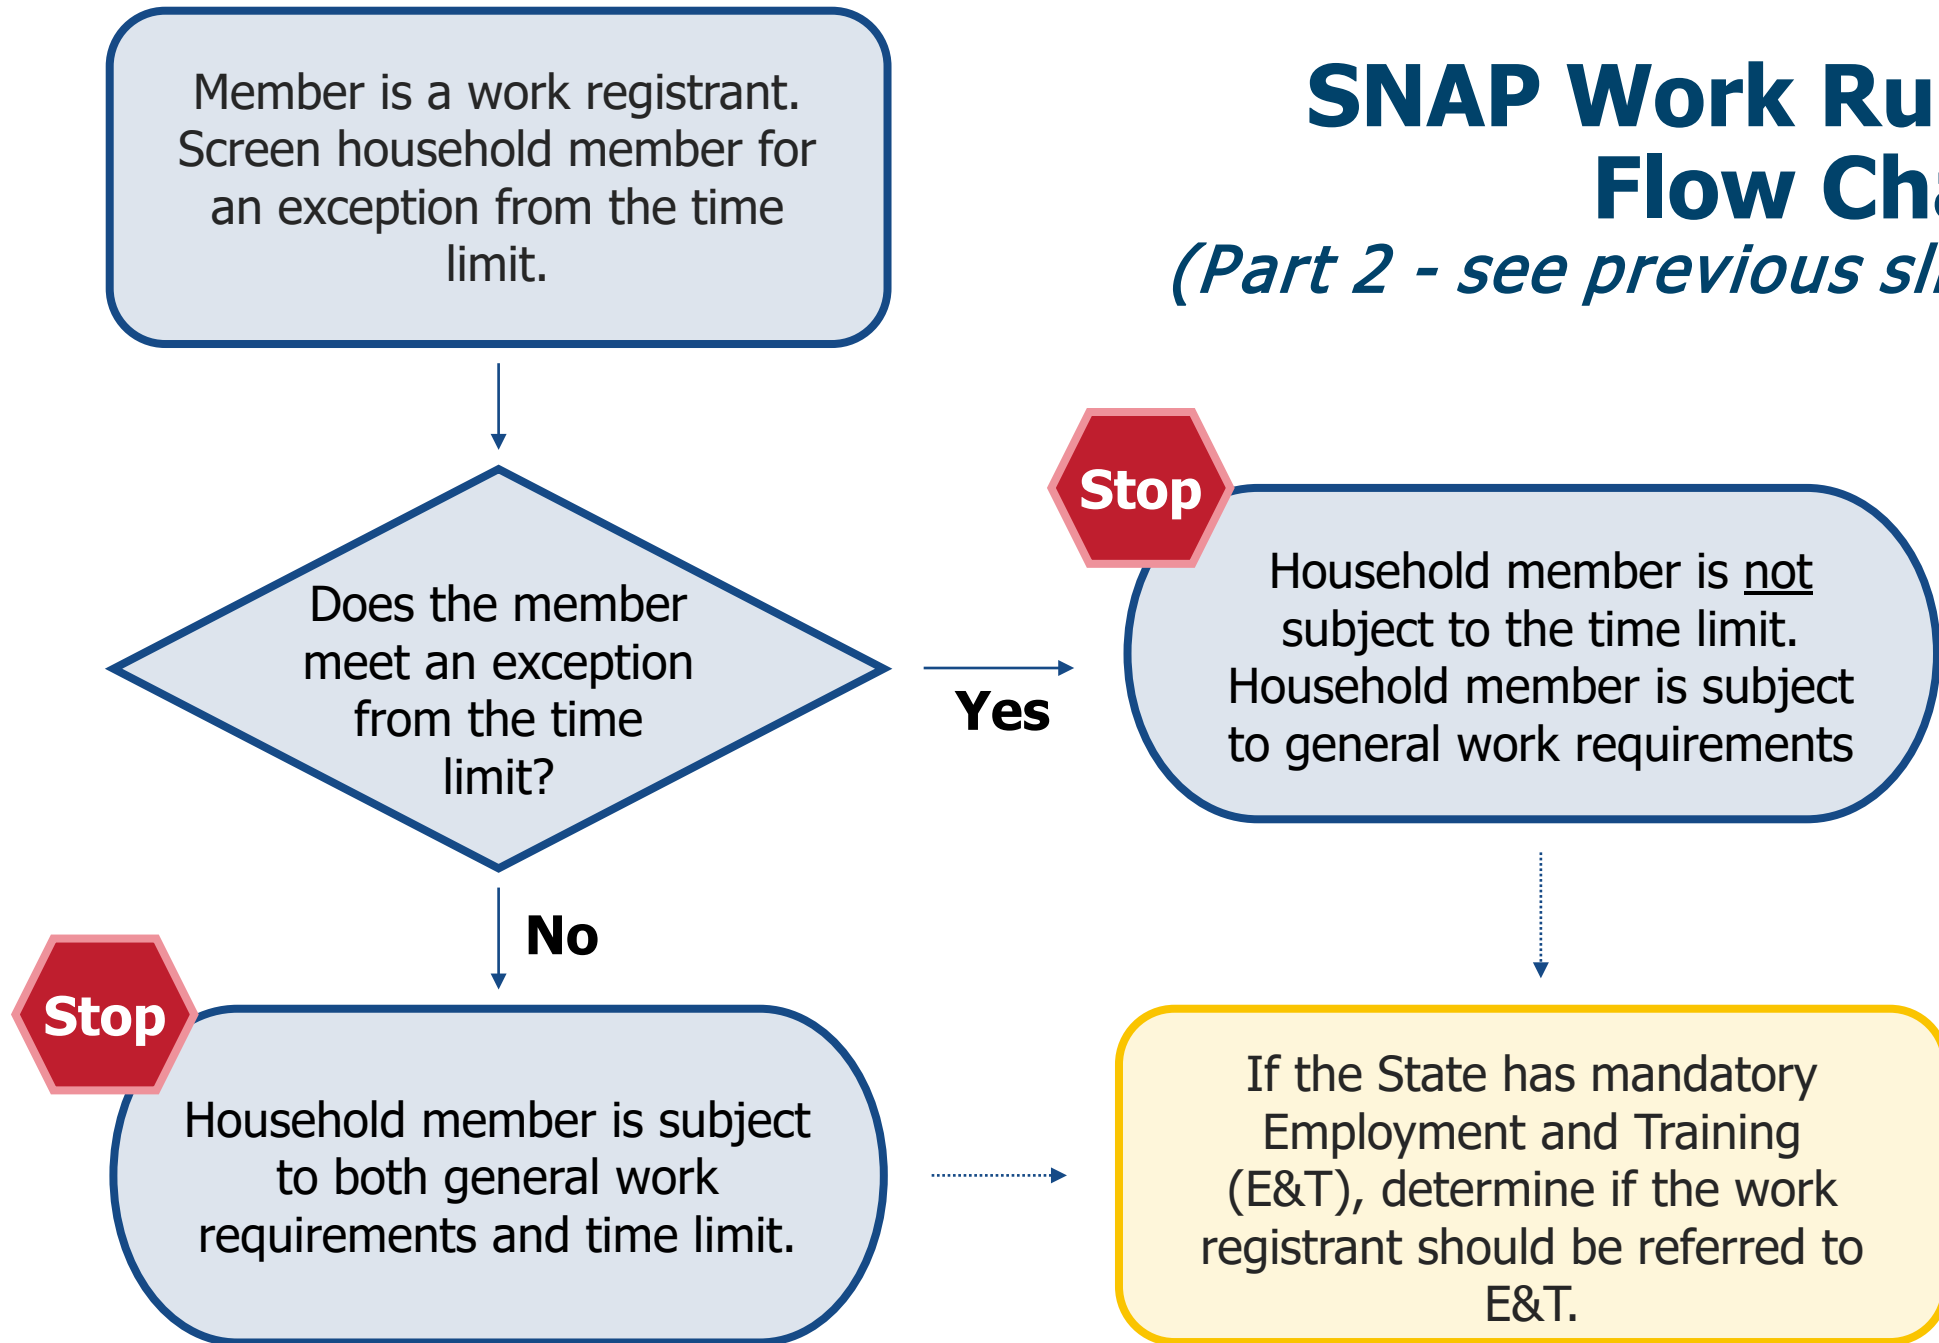 Member is a work registrant.
Screen household member for
an exception from the time
limit.
SNAP Work Ru
Flow Cha
(Part 2 - see previous sli
Does the member
meet an exception
from the time
limit?
Yes
Stop
Household member is not
subject to the time limit.
Household member is subject
to general work requirements
No
Stop
Household member is subject
to both general work
requirements and time limit.
If the State has mandatory
Employment and Training
(E&T), determine if the work
registrant should be referred to
E&T.